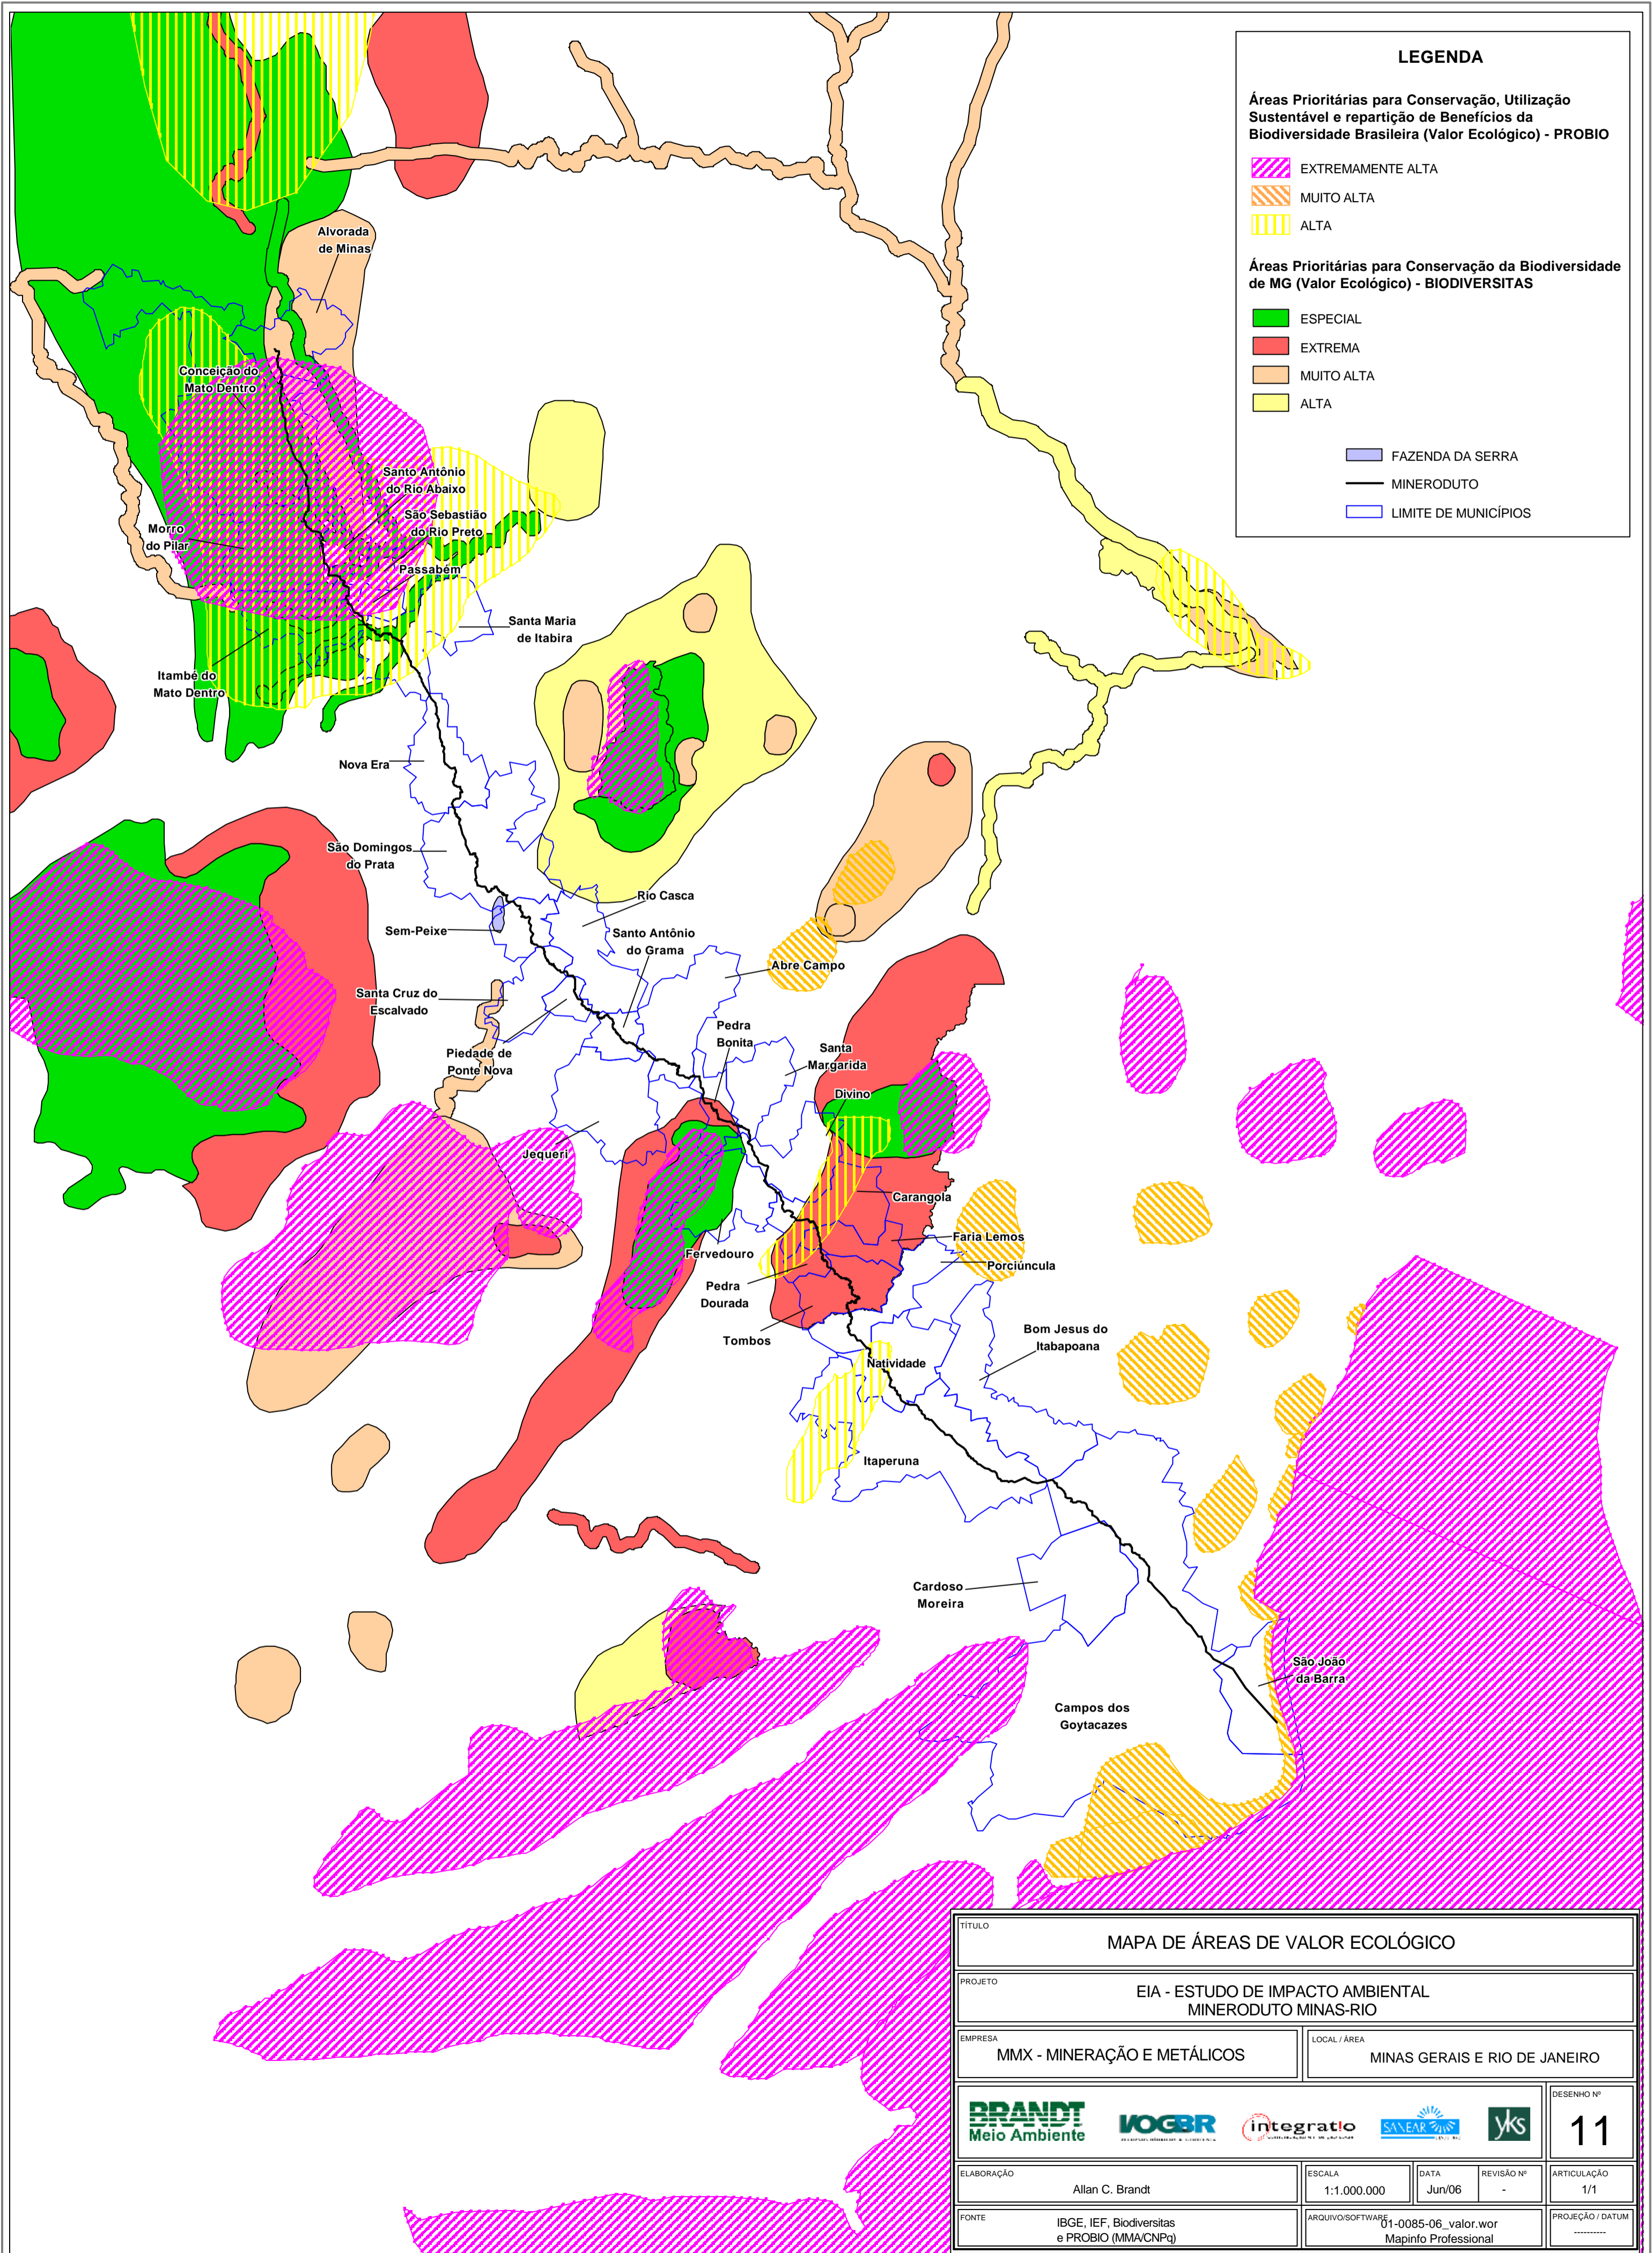 LEGENDA
Áreas Prioritárias para Conservação, Utilização
Sustentável e repartição de Benefícios da
Biodiversidade Brasileira (Valor Ecológico) - PROBIO
EXTREMAMENTE ALTA
MUITO ALTA
ALTA
Áreas Prioritárias para Conservação da Biodiversidade
de MG (Valor Ecológico) - BIODIVERSITAS
ESPECIAL
EXTREMA
MUITO ALTA
ALTA
FAZENDA DA SERRA
MINERODUTO
LIMITE DE MUNICÍPIOS
Alvorada
de Minas
Conceição do
Mato Dentro
Santo Antônio
do Rio Abaixo
São Sebastião
do Rio Preto
Morro
do Pilar
Passabém
Santa Maria
de Itabira
Itambé do
Mato Dentro
Nova Era
São Domingos
do Prata
Rio Casca
Sem-Peixe
Santo Antônio
do Grama
Abre Campo
Santa Cruz do
Escalvado
Pedra
Bonita
Piedade de
Ponte Nova
Santa
Margarida
Divino
Jequeri
Carangola
Faria Lemos
Fervedouro
Porciúncula
Pedra
Dourada
Tombos
Bom Jesus do
Itabapoana
Natividade
Itaperuna
Cardoso
Moreira
São João
da Barra
Campos dos
Goytacazes
TÍTULO
MAPA DE ÁREAS DE VALOR ECOLÓGICO
PROJETO
EIA - ESTUDO DE IMPACTO AMBIENTAL
MINERODUTO MINAS-RIO
EMPRESA
MMX - MINERAÇÃO E METÁLICOS
LOCAL / ÁREA
MINAS GERAIS E RIO DE JANEIRO
BRANDT
Meio Ambiente
VOGBR
integratio
SANEAR
yks
DESENHO Nº
11
ELABORAÇÃO
Allan C. Brandt
ESCALA
1:1.000.000
DATA
Jun/06
REVISÃO Nº
-
ARTICULAÇÃO
1/1
FONTE
IBGE, IEF, Biodiversitas
e PROBIO (MMA/CNPq)
ARQUIVO/SOFTWARE
01-0085-06_valor.wor
Mapinfo Professional
PROJEÇÃO / DATUM
----------